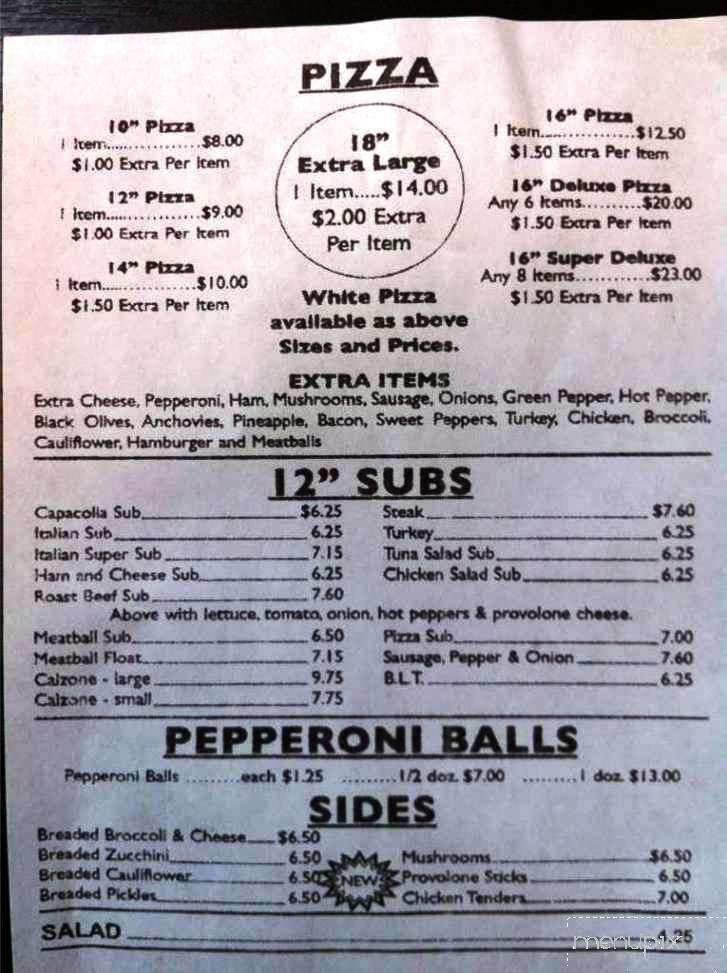 PIZZA
10" Pizza
1 Item..................$8.00
$1.00 Extra Per Item
12" Pizza
1 Item..................$9.00
$1.00 Extra Per Item
14" Pizza
1 Item..................$10.00
$1.50 Extra Per Item
18"
Extra Large
1 Item.....$14.00
$2.00 Extra
Per Item
White Pizza
available as above
Sizes and Prices.
16" Pizza
1 Item..................$12.50
$1.50 Extra Per Item
16" Deluxe Pizza
Any 6 Items..........$20.00
$1.50 Extra Per Item
16" Super Deluxe
Any 8 Items............$23.00
$1.50 Extra Per Item
EXTRA ITEMS
Extra Cheese, Pepperoni, Ham, Mushrooms, Sausage, Onions, Green Pepper, Hot Pepper,
Black Olives, Anchovies, Pineapple, Bacon, Sweet Peppers, Turkey, Chicken, Broccoli,
Cauliflower, Hamburger and Meatballs
12" SUBS
Capacolla Sub $6.25
Italian Sub 6.25
Italian Super Sub 7.15
Ham and Cheese Sub 6.25
Roast Beef Sub 7.60
Steak $7.60
Turkey 6.25
Tuna Salad Sub 6.25
Chicken Salad Sub 6.25
Above with lettuce, tomato, onion, hot peppers & provolone cheese.
Meatball Sub 6.50
Meatball Float 7.15
Calzone - large 9.75
Calzone - small 7.75
Pizza Sub 7.00
Sausage, Pepper & Onion 7.60
B.L.T. 6.25
PEPPERONI BALLS
Pepperoni Balls .........each $1.25 .........1/2 doz. $7.00 .........1 doz. $13.00
SIDES
Breaded Broccoli & Cheese $6.50
Breaded Zucchini 6.50
Breaded Cauliflower 6.50
Breaded Pickles 6.50
NEW
Mushrooms $6.50
Provolone Sticks 6.50
Chicken Tenders 7.00
SALAD 4.25
menupix